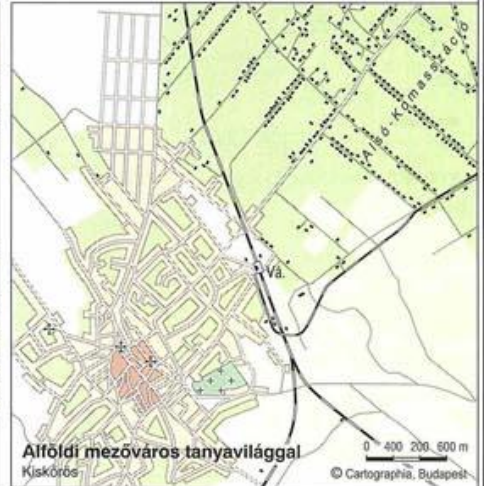 Alsó-Komasszáció
Vá.
Alföldi mezőváros tanyavilággal
Kiskőrös
0 400 200 600 m
© Cartographia, Budapest